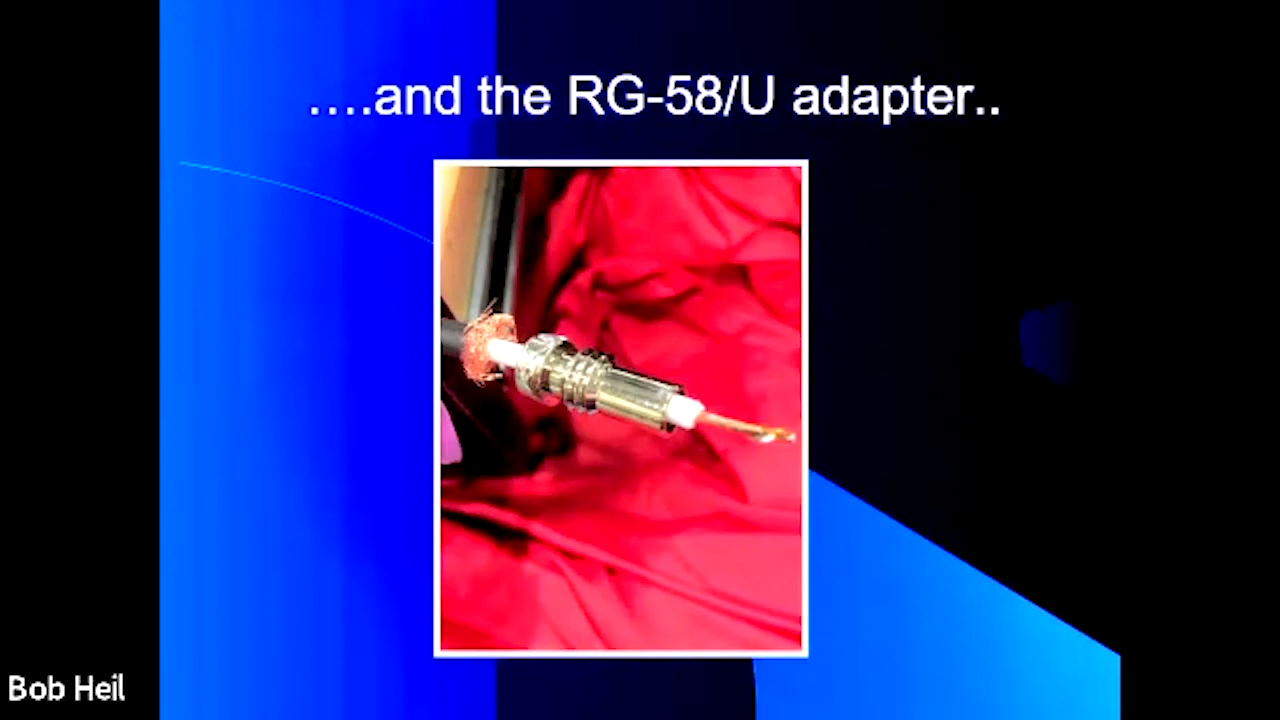 ....and the RG-58/U adapter..
Bob Heil